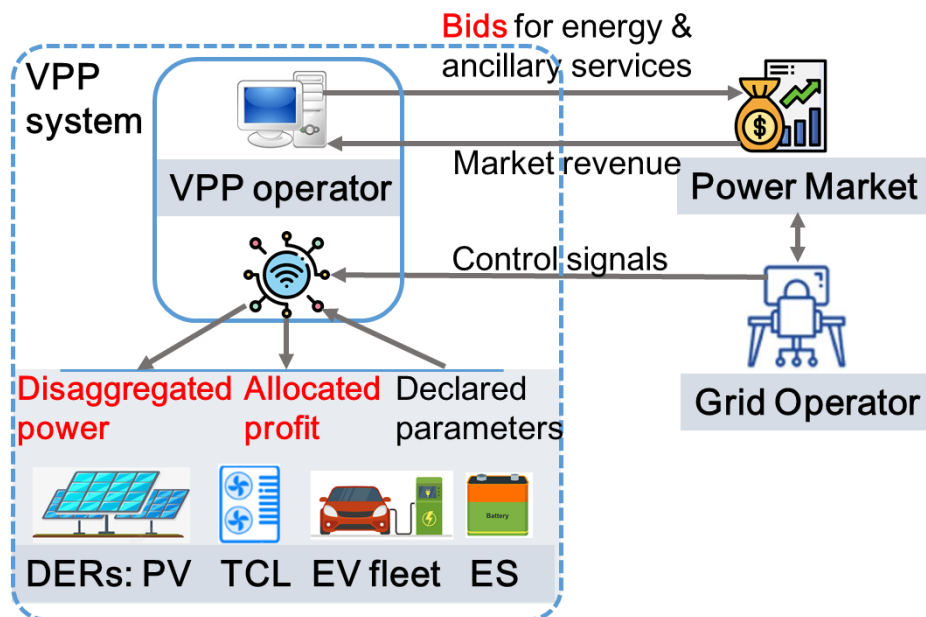 VPP
system
Bids for energy &
ancillary services
VPP operator
Market revenue
Power Market
Control signals
Grid Operator
Disaggregated
power
Allocated
profit
Declared
parameters
Battery
DERs: PV TCL EV fleet ES